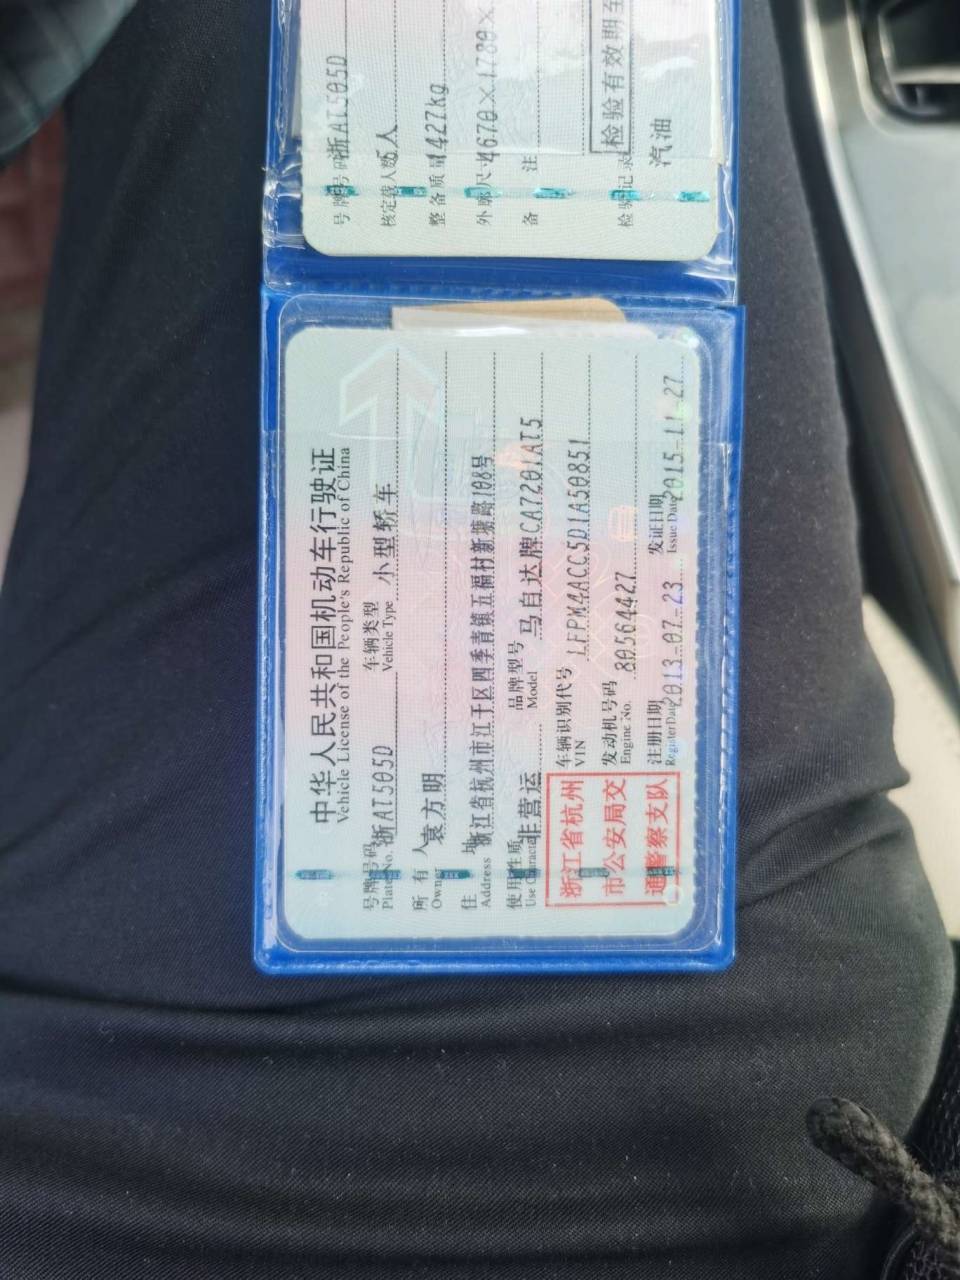 中华人民共和国机动车行驶证
Vehicle License of the People's Republic of China
号牌号码 浙AT505D 车辆类型 小型轿车
Plate No. Vehicle Type
所有人 袁方明
Owner
住址 浙江省杭州市江干区四季青镇五福村新塘路108号
Address
使用性质 非营运 品牌型号 马自达牌CA7201AT5
Use Character Model
浙江省杭州
市公安局交
通警察支队
车辆识别代号 LFPM4ACC5D1A50851
VIN
发动机号码 80564427
Engine No.
注册日期 2013-07-23 发证日期 2015-11-27
Register Date Issue Date
号牌号码 浙AT505D
核定载人数 5人
整备质量 1427kg
外廓尺寸 4670×1780×
备注
检验有效期至
检验记录
汽油